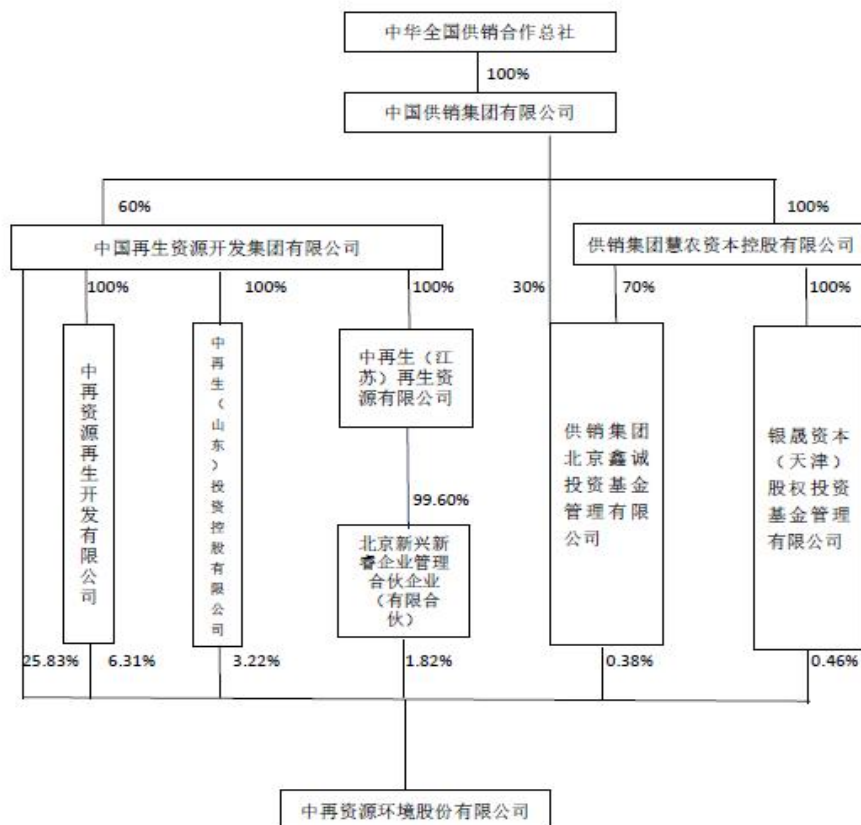 中华全国供销合作总社
100%
中国供销集团有限公司
60%
100%
中国再生资源开发集团有限公司
供销集团慧农资本控股有限公司
100%
100%
100%
30%
70%
100%
中再资源再生开发有限公司
中再生（山东）投资控股有限公司
中再生（江
苏）再生资
源有限公司
供销集团
北京鑫诚
投资基金
管理有限
公司
银晟资本
（天津）
股权投资
基金管理
有限公司
99.60%
北京新兴新
睿企业管理
合伙企业
（有限合
伙）
25.83%
6.31%
3.22%
1.82%
0.38%
0.46%
中再资源环境股份有限公司